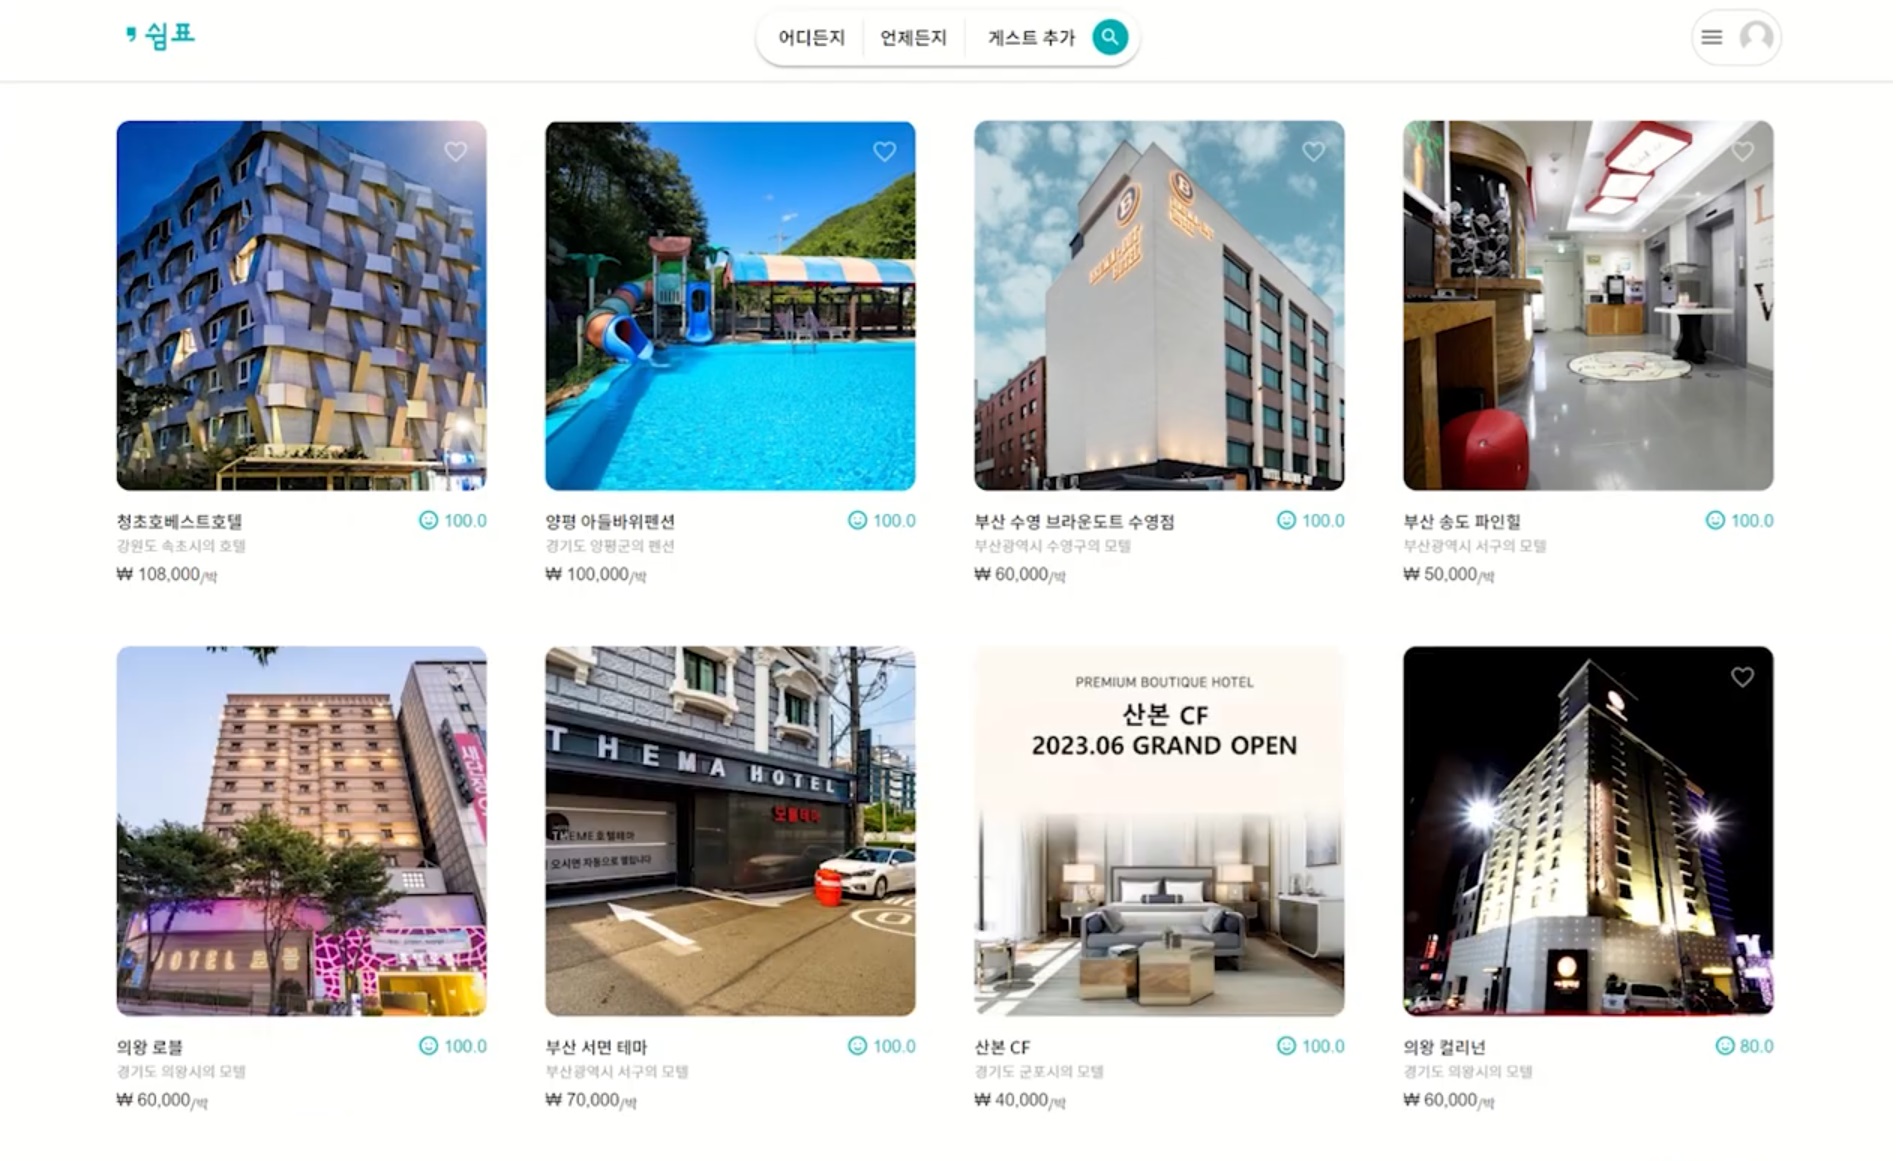 쉼표
어디든지 언제든지 게스트 추가
청초호베스트호텔 100.0
강원도 속초시의 호텔
₩ 108,000/박
양평 아들바위펜션 100.0
경기도 양평군의 펜션
₩ 100,000/박
부산 수영 브라운도트 수영점 100.0
부산광역시 수영구의 모텔
₩ 60,000/박
부산 송도 파인힐 100.0
부산광역시 서구의 모텔
₩ 50,000/박
HOTEL 로블
의왕 로블 100.0
경기도 의왕시의 모텔
₩ 60,000/박
THEMA HOTEL
호텔테마
THEME 호텔테마
오시면 자동으로 열립니다
부산 서면 테마 100.0
부산광역시 서구의 모텔
₩ 70,000/박
PREMIUM BOUTIQUE HOTEL
산본 CF
2023.06 GRAND OPEN
산본 CF 100.0
경기도 군포시의 모텔
₩ 40,000/박
의왕 컬리넌 80.0
경기도 의왕시의 모텔
₩ 60,000/박